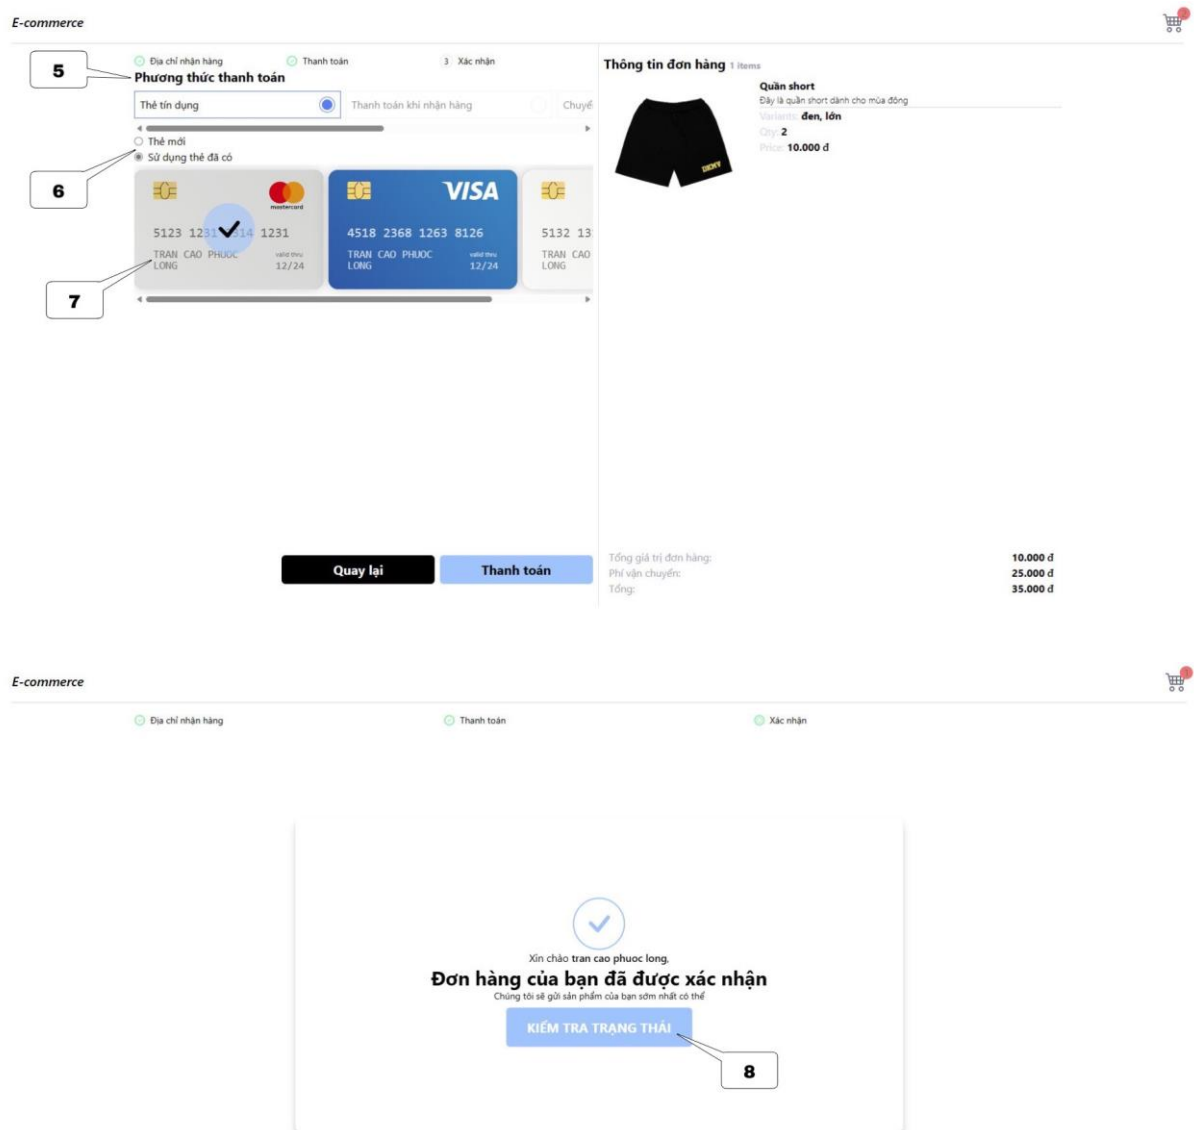 E-commerce
Địa chỉ nhận hàng
Thanh toán
3 Xác nhận
5
Phương thức thanh toán
Thẻ tín dụng
Thanh toán khi nhận hàng
Chuyể
Thẻ mới
Sử dụng thẻ đã có
6
mastercard
5123 1231 314 1231
TRAN CAO PHUOC
LONG
valid thru
12/24
VISA
4518 2368 1263 8126
TRAN CAO PHUOC
LONG
valid thru
12/24
5132 13
TRAN CAO
LONG
7
Quay lại
Thanh toán
Thông tin đơn hàng 1 items
Quần short
Đây là quần short dành cho mùa đông
Variants: đen, lớn
Qty: 2
Price: 10.000 đ
DKNY
Tổng giá trị đơn hàng: 10.000 đ
Phí vận chuyển: 25.000 đ
Tổng: 35.000 đ
E-commerce
Địa chỉ nhận hàng
Thanh toán
Xác nhận
Xin chào tran cao phuoc long,
Đơn hàng của bạn đã được xác nhận
Chúng tôi sẽ gửi sản phẩm của bạn sớm nhất có thể
KIỂM TRA TRẠNG THÁI
8